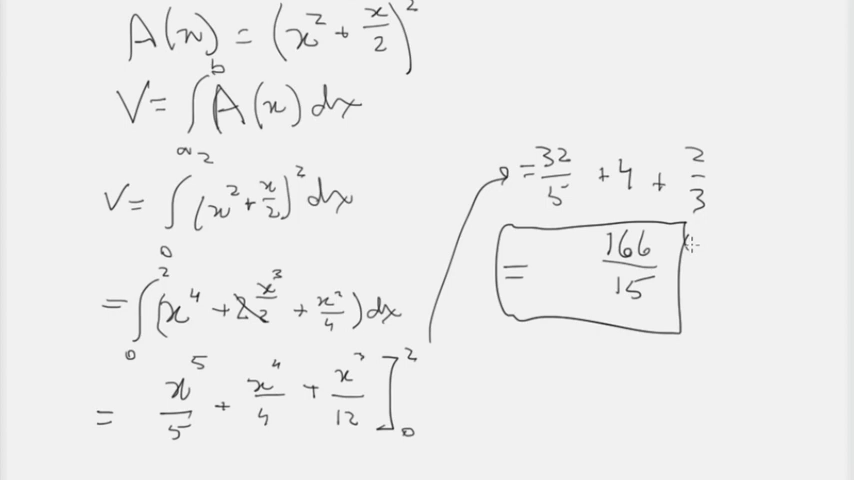 A(x) = (x² + x/2)²
V = ∫ₐᵇ A(x) dx
V = ∫₀² (x² + x/2)² dx
= ∫₀² (x⁴ + 2 x³/2 + x²/4) dx
= x⁵/5 + x⁴/4 + x³/12 ]₀²
= 32/5 + 4 + 2/3
= 166/15